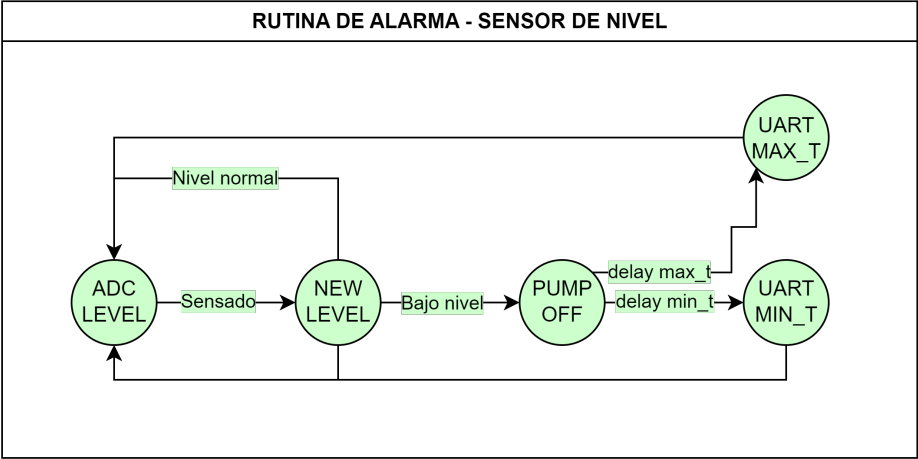 RUTINA DE ALARMA - SENSOR DE NIVEL
UART
MAX_T
Nivel normal
delay max_t
ADC
LEVEL
Sensado
NEW
LEVEL
Bajo nivel
PUMP
OFF
delay min_t
UART
MIN_T